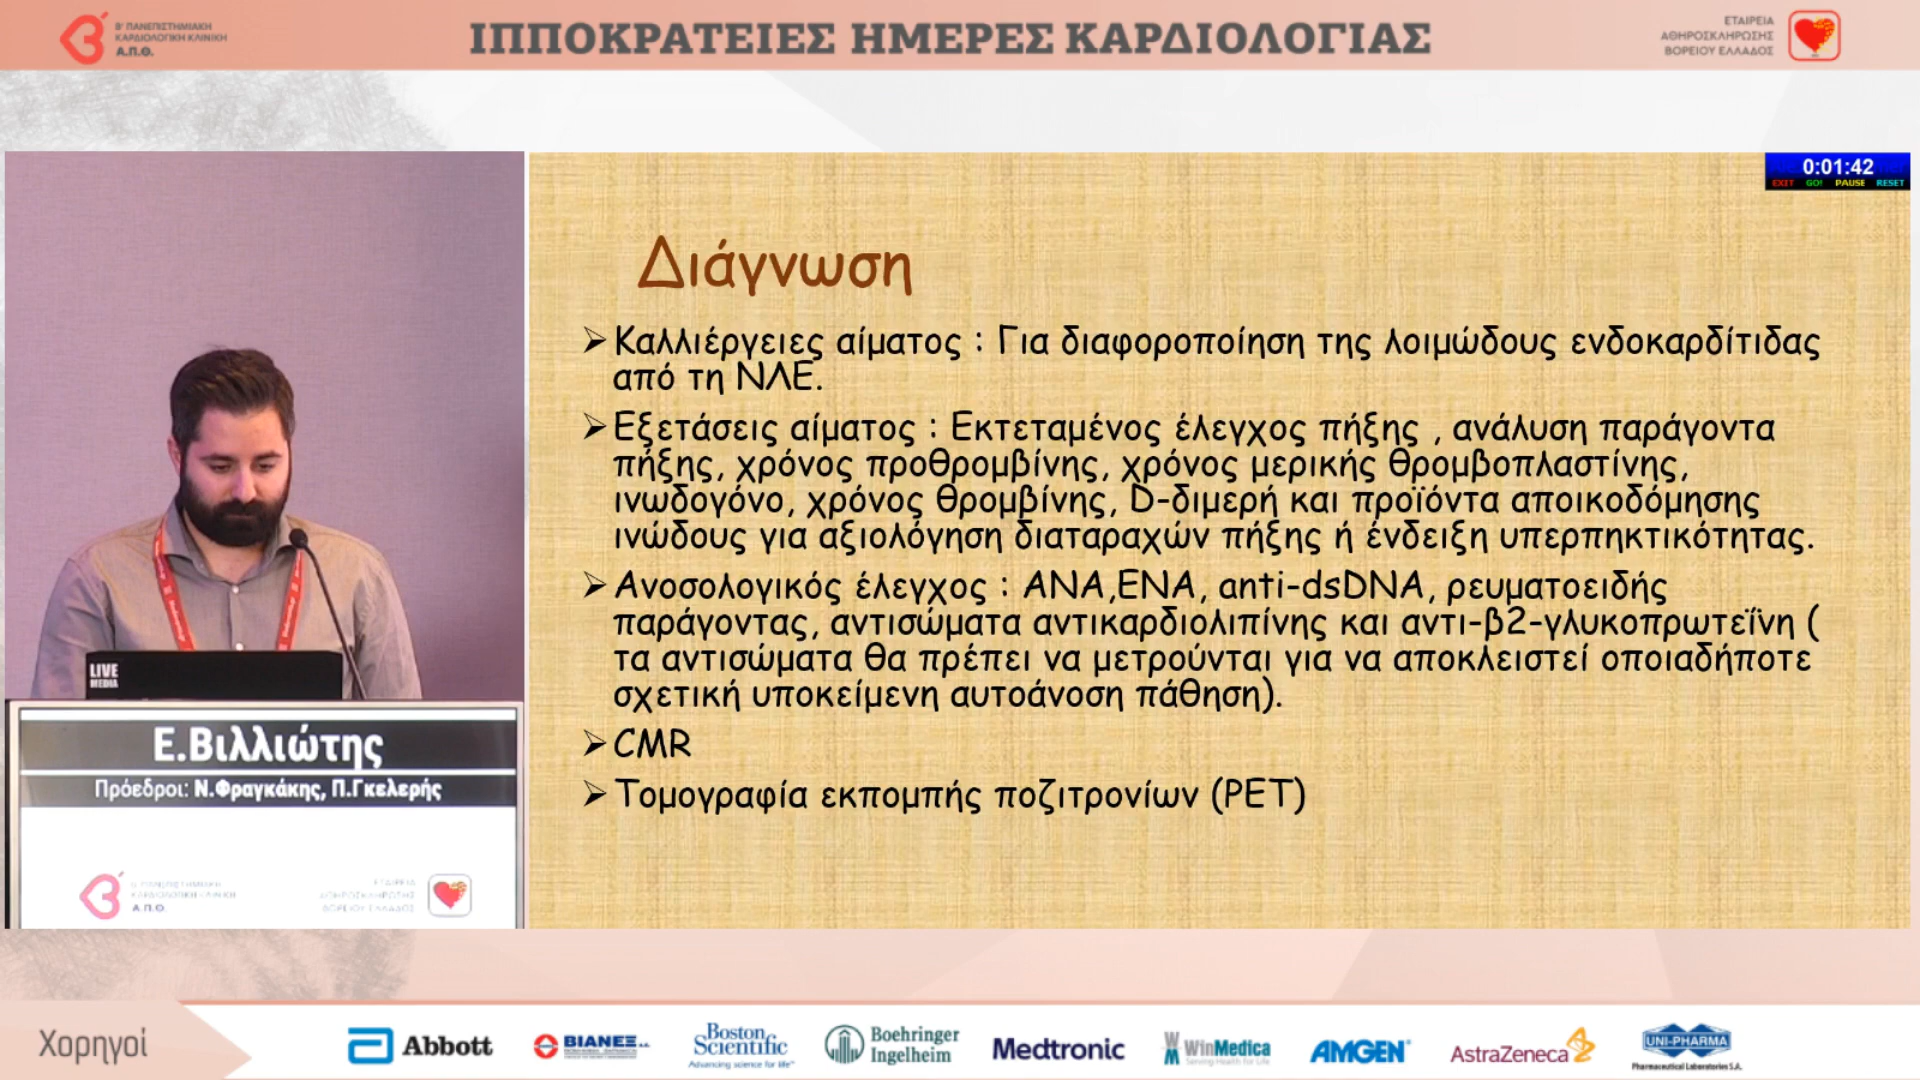 Β' ΠΑΝΕΠΙΣΤΗΜΙΑΚΗ
ΚΑΡΔΙΟΛΟΓΙΚΗ ΚΛΙΝΙΚΗ
Α.Π.Θ.
ΙΠΠΟΚΡΑΤΕΙΕΣ ΗΜΕΡΕΣ ΚΑΡΔΙΟΛΟΓΙΑΣ
ΕΤΑΙΡΕΙΑ
ΑΘΗΡΟΣΚΛΗΡΩΣΗΣ
ΒΟΡΕΙΟΥ ΕΛΛΑΔΟΣ
0:01:42
EXIT GO! PAUSE RESET
Διάγνωση
➢Καλλιέργειες αίματος : Για διαφοροποίηση της λοιμώδους ενδοκαρδίτιδας
από τη ΝΛΕ.
➢Εξετάσεις αίματος : Εκτεταμένος έλεγχος πήξης , ανάλυση παράγοντα
πήξης, χρόνος προθρομβίνης, χρόνος μερικής θρομβοπλαστίνης,
ινωδογόνο, χρόνος θρομβίνης, D-διμερή και προϊόντα αποικοδόμησης
ινώδους για αξιολόγηση διαταραχών πήξης ή ένδειξη υπερπηκτικότητας.
➢Ανοσολογικός έλεγχος : ANA,ENA, anti-dsDNA, ρευματοειδής
παράγοντας, αντισώματα αντικαρδιολιπίνης και αντι-β2-γλυκοπρωτεΐνη (
τα αντισώματα θα πρέπει να μετρούνται για να αποκλειστεί οποιαδήποτε
σχετική υποκείμενη αυτοάνοση πάθηση).
➢CMR
➢Τομογραφία εκπομπής ποζιτρονίων (PET)
LIVE
MEDIA
Ε.Βιλλιώτης
Πρόεδροι: Ν.Φραγκάκης, Π.Γκελερής
Β' ΠΑΝΕΠΙΣΤΗΜΙΑΚΗ
ΚΑΡΔΙΟΛΟΓΙΚΗ ΚΛΙΝΙΚΗ
Α.Π.Θ.
ΕΤΑΙΡΕΙΑ
ΑΘΗΡΟΣΚΛΗΡΩΣΗΣ
ΒΟΡΕΙΟΥ ΕΛΛΑΔΟΣ
Χορηγοί
Abbott
ΒΙΑΝΕΞ
Boston
Scientific
Advancing science for life™
Boehringer
Ingelheim
Medtronic
WinMedica
Serving Health for Life
AMGEN
AstraZeneca
UNI-PHARMA
Pharmaceutical Laboratories S.A.